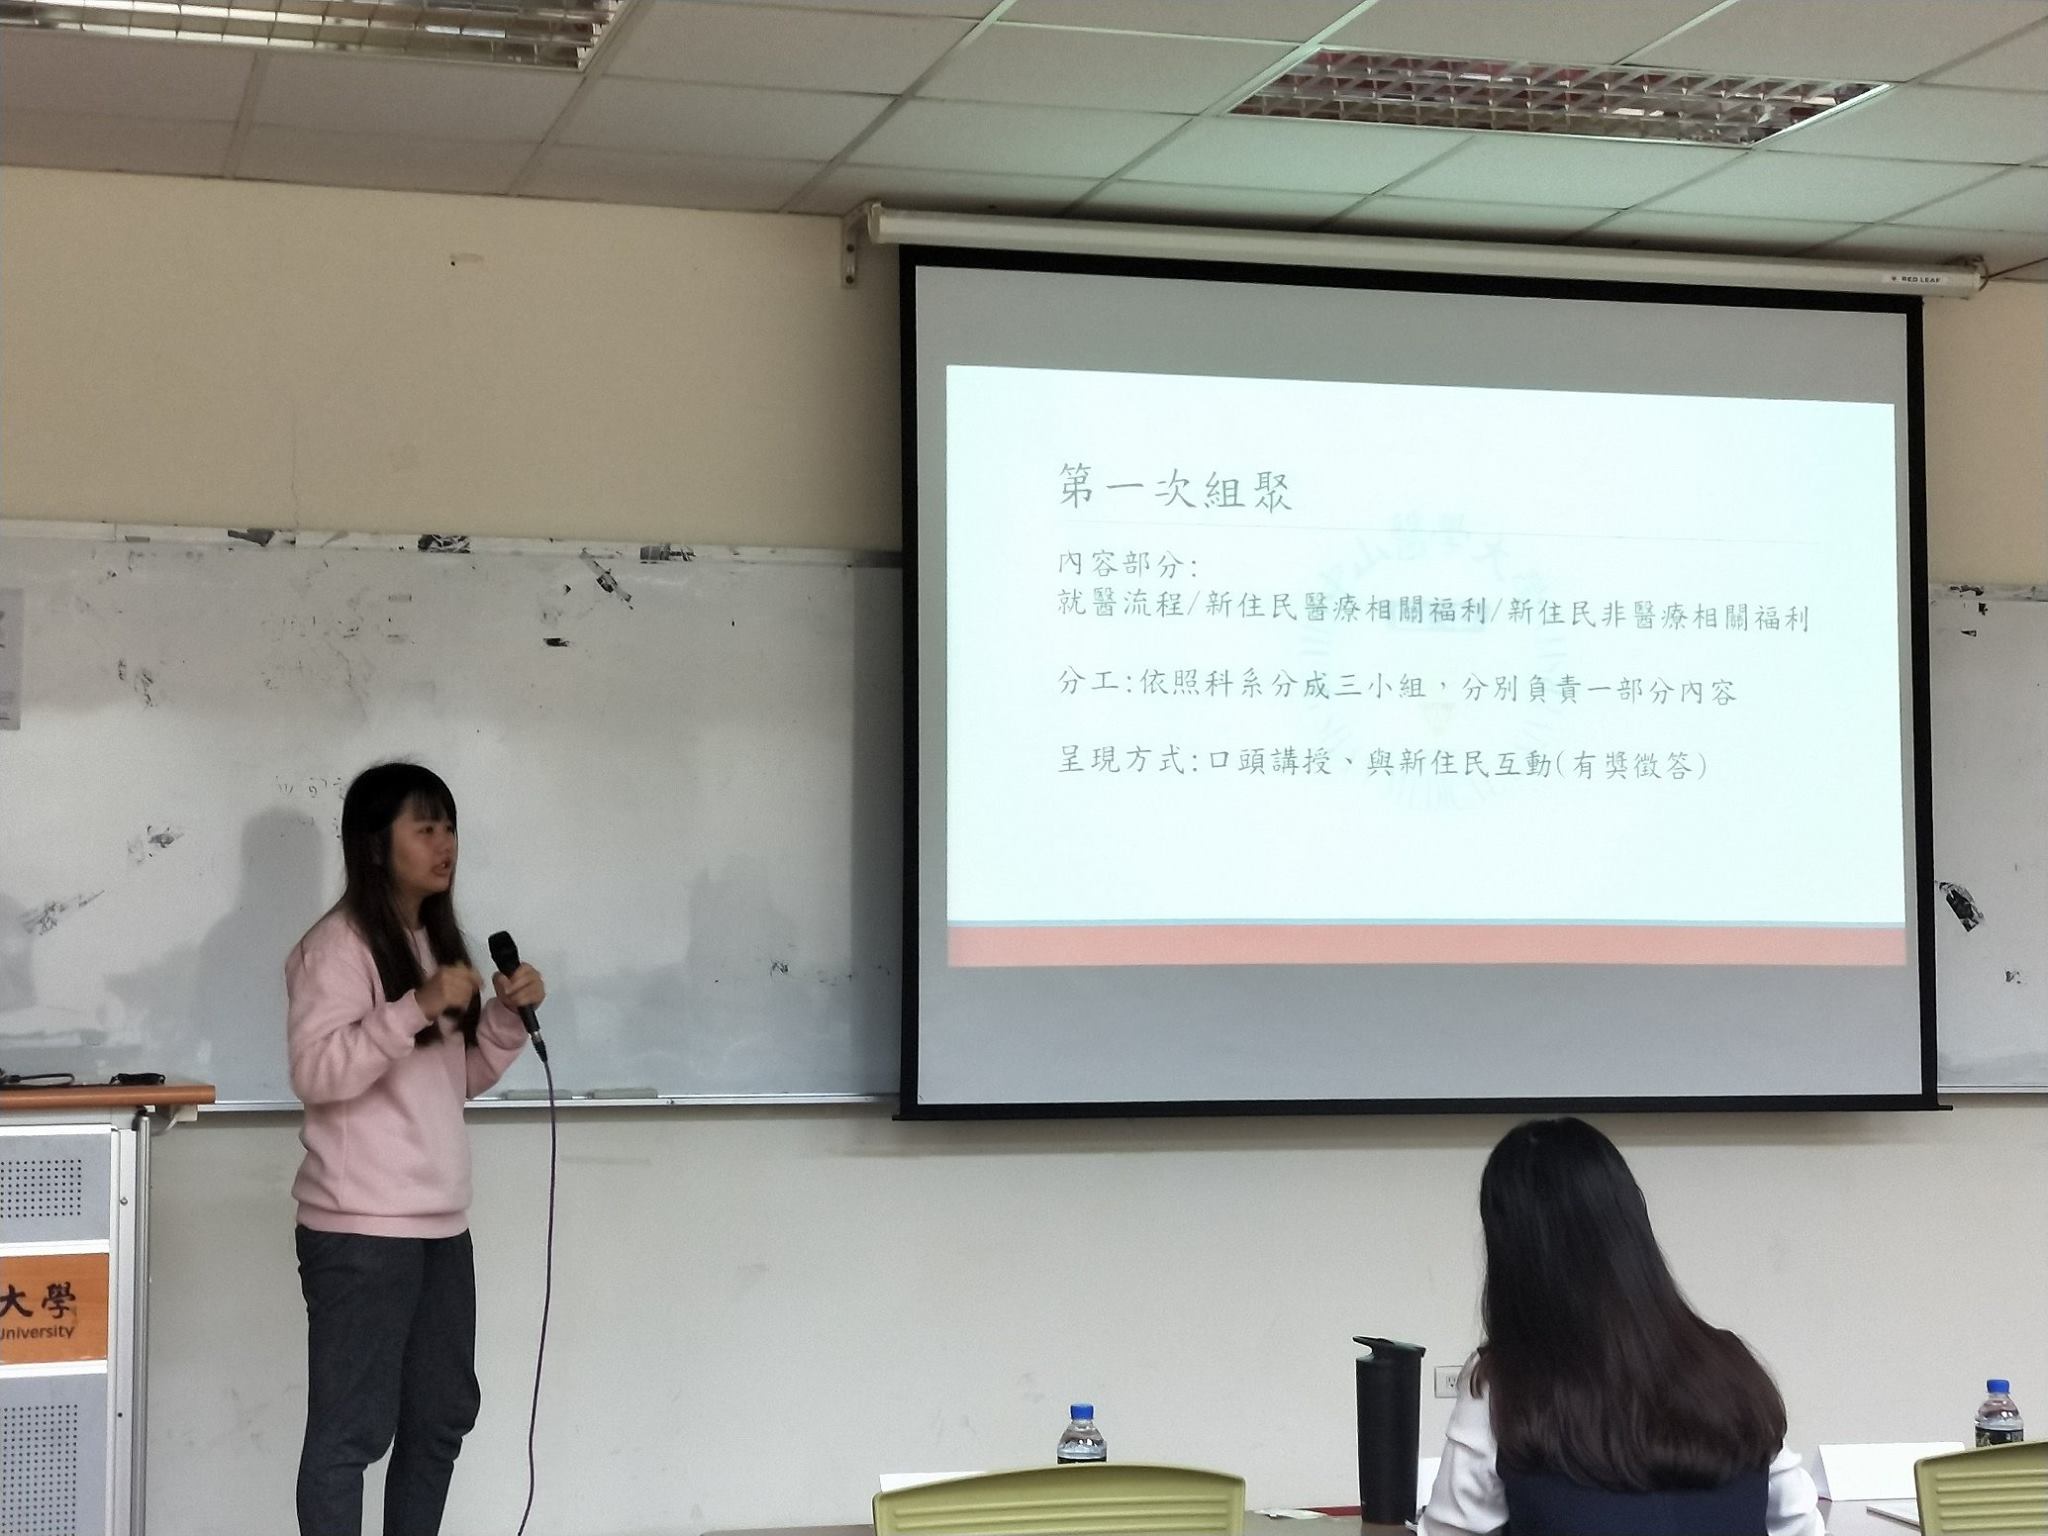 RED LEAF
第一次組聚
內容部分:
就醫流程/新住民醫療相關福利/新住民非醫療相關福利
分工:依照科系分成三小組，分別負責一部分內容
呈現方式:口頭講授、與新住民互動(有獎徵答)
大學
University